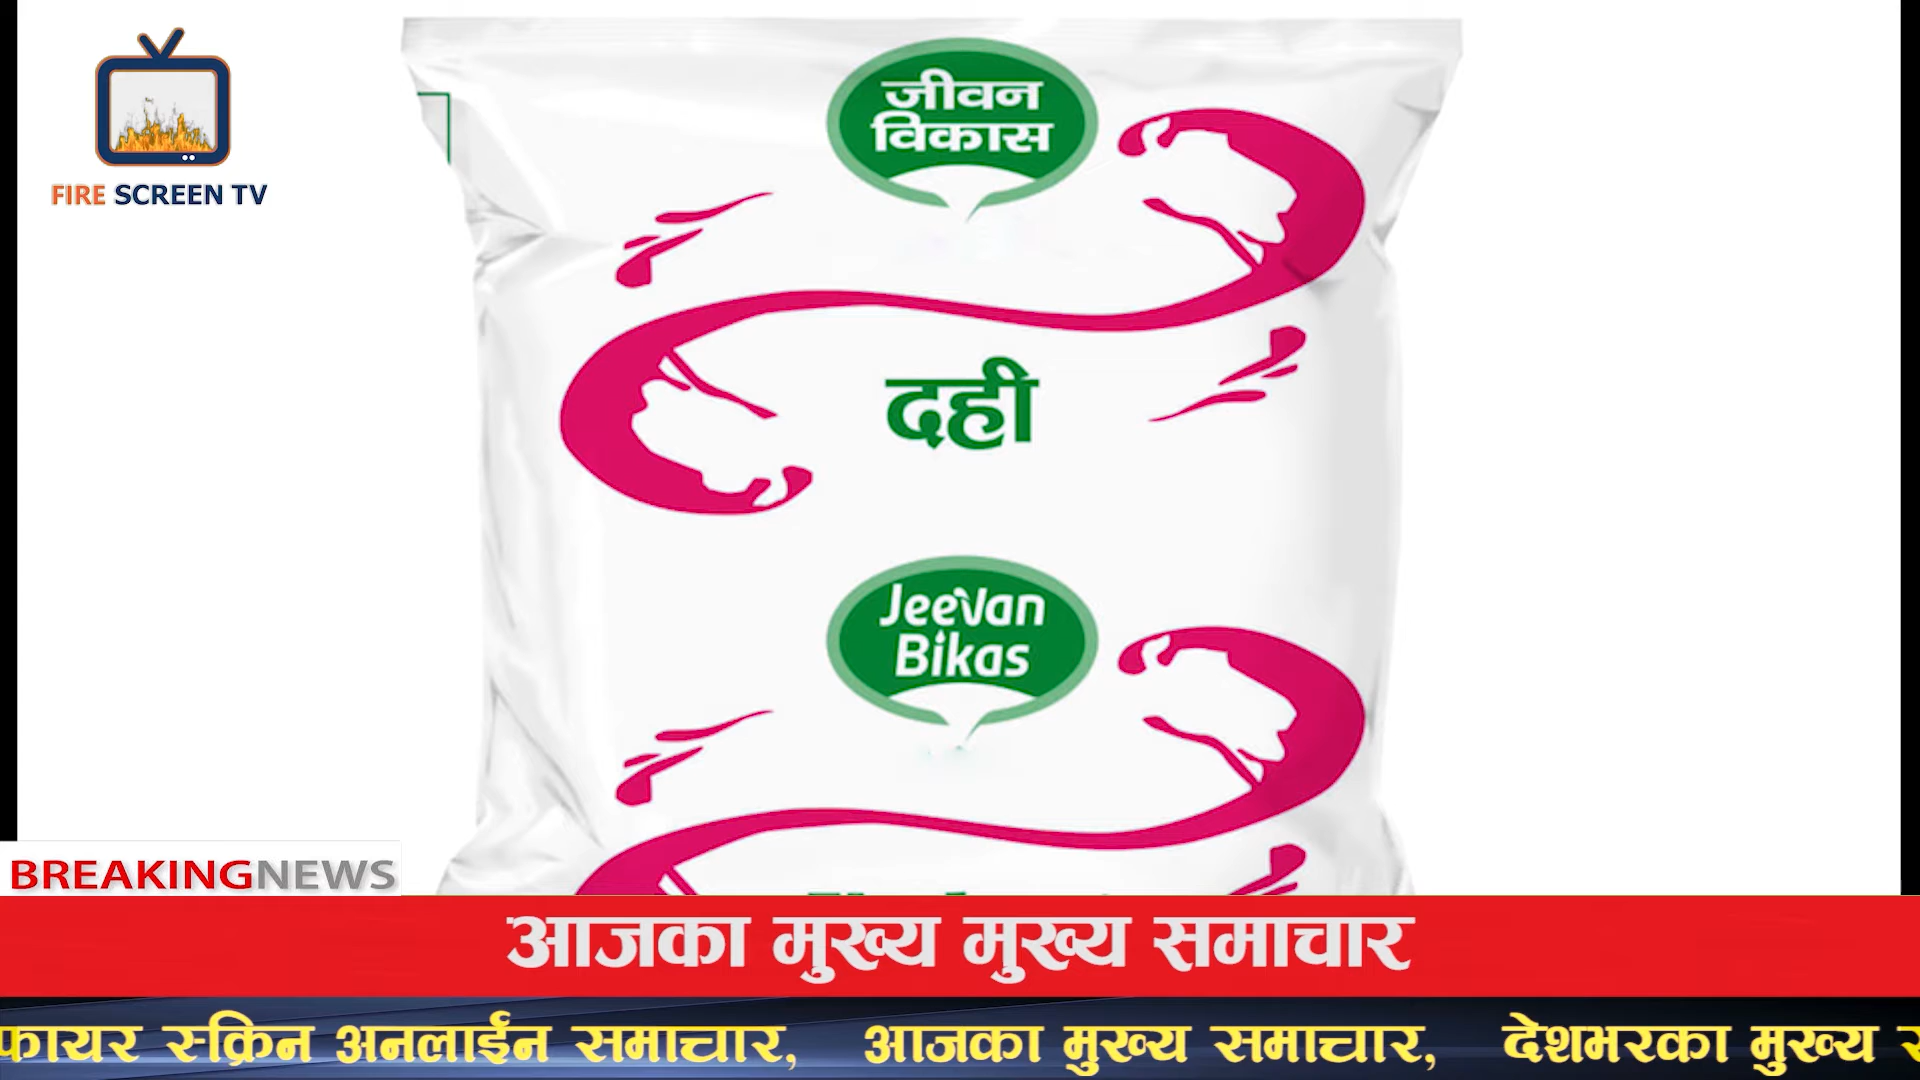 FIRE SCREEN TV
जीवन
विकास
दही
Jeevan
Bikas
BREAKINGNEWS
आजका मुख्य मुख्य समाचार
फायर स्क्रिन अनलाईन समाचार, आजका मुख्य समाचार, देशभरका मुख्य